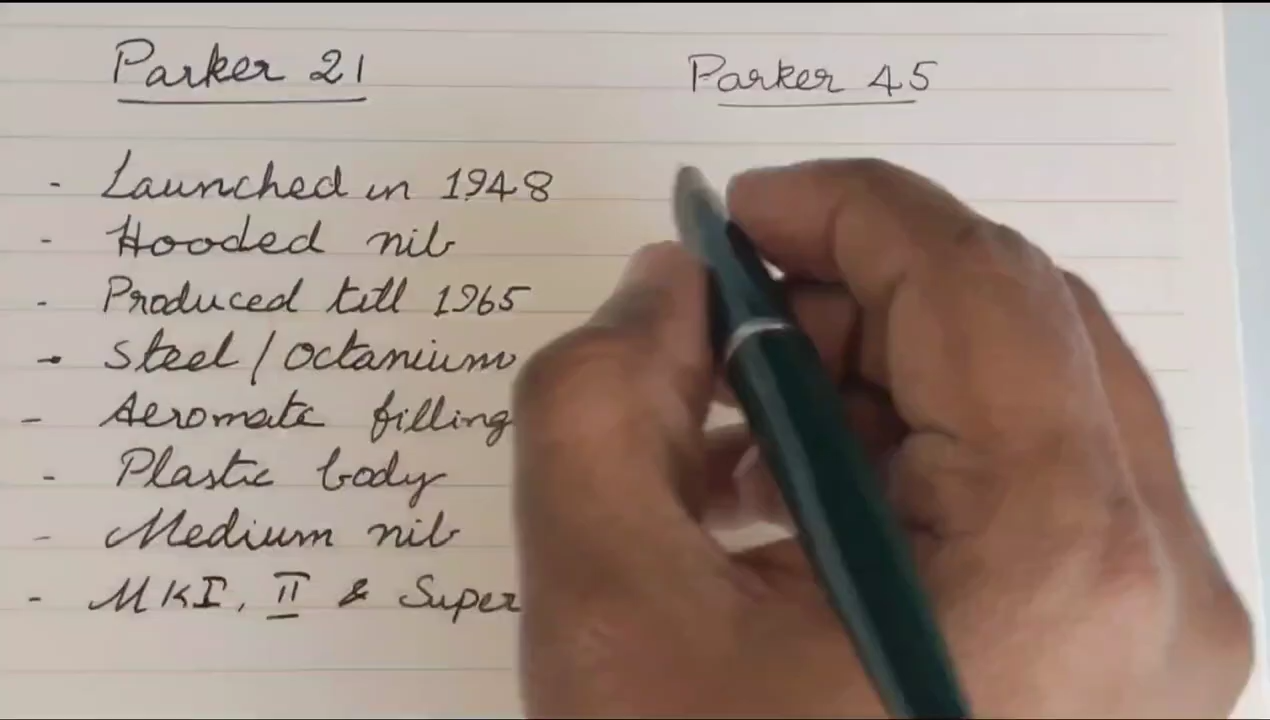 Parker 21
Parker 45
- Launched in 1948
- Hooded nib
- Produced till 1965
- Steel / Octanium
- Aeromatc filling
- Plastic body
- Medium nib
- MKI, II & Super